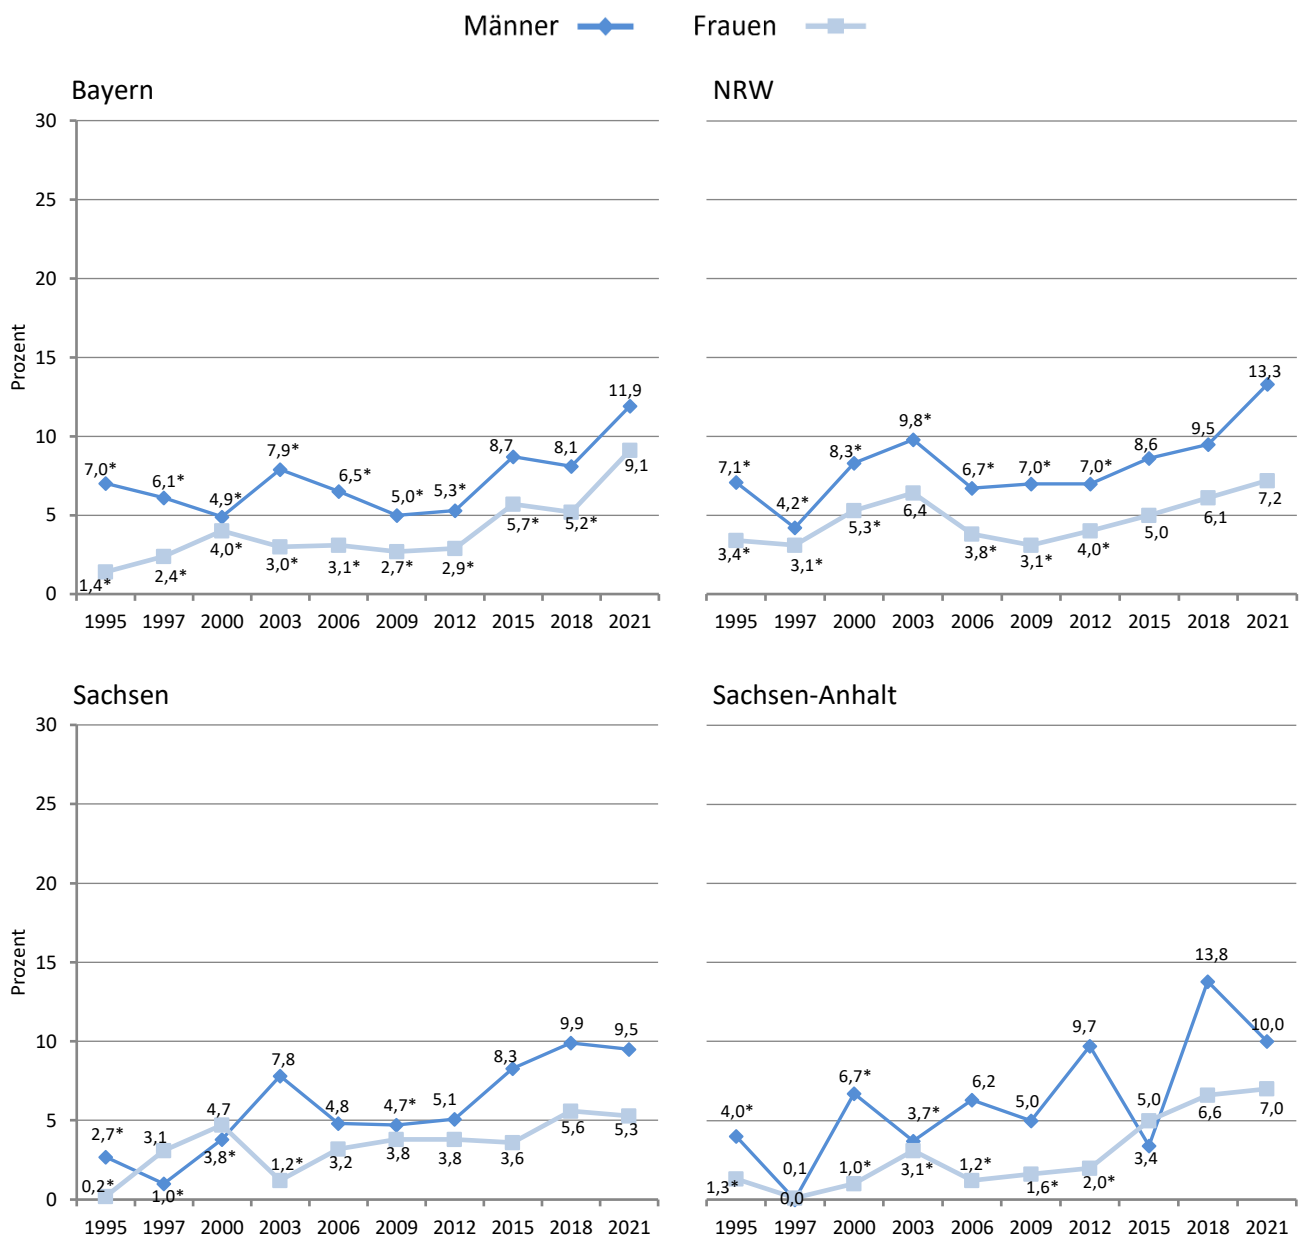 Männer Frauen
Bayern
30
25
20
15
10
5
0
Prozent
7,0* 6,1* 4,9* 7,9* 6,5* 5,0* 5,3* 8,7 8,1 11,9
1,4* 2,4* 4,0* 3,0* 3,1* 2,7* 2,9* 5,7* 5,2* 9,1
1995 1997 2000 2003 2006 2009 2012 2015 2018 2021
NRW
7,1* 4,2* 8,3* 9,8* 6,7* 7,0* 7,0* 8,6 9,5 13,3
3,4* 3,1* 5,3* 6,4 3,8* 3,1* 4,0* 5,0 6,1 7,2
1995 1997 2000 2003 2006 2009 2012 2015 2018 2021
Sachsen
30
25
20
15
10
5
0
Prozent
2,7* 1,0* 3,8* 7,8 4,8 4,7* 5,1 8,3 9,9 9,5
0,2* 3,1 4,7 1,2* 3,2 3,8 3,8 3,6 5,6 5,3
1995 1997 2000 2003 2006 2009 2012 2015 2018 2021
Sachsen-Anhalt
4,0* 0,0 6,7* 3,7* 6,2 5,0 9,7 3,4 13,8 10,0
1,3* 0,1 1,0* 3,1* 1,2* 1,6* 2,0* 5,0 6,6 7,0
1995 1997 2000 2003 2006 2009 2012 2015 2018 2021